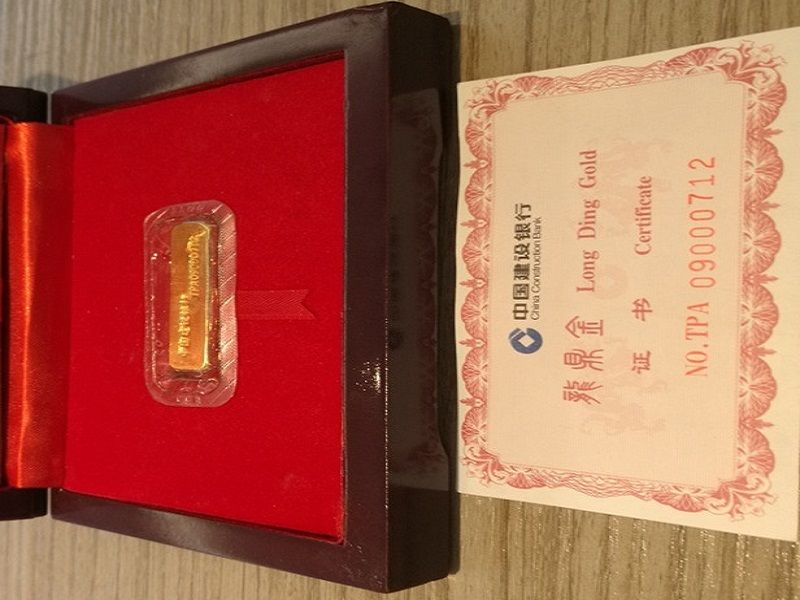 中国建设银行
China Construction Bank
龍鼎金 Long Ding Gold
证书 Certificate
NO.TPA 09000712